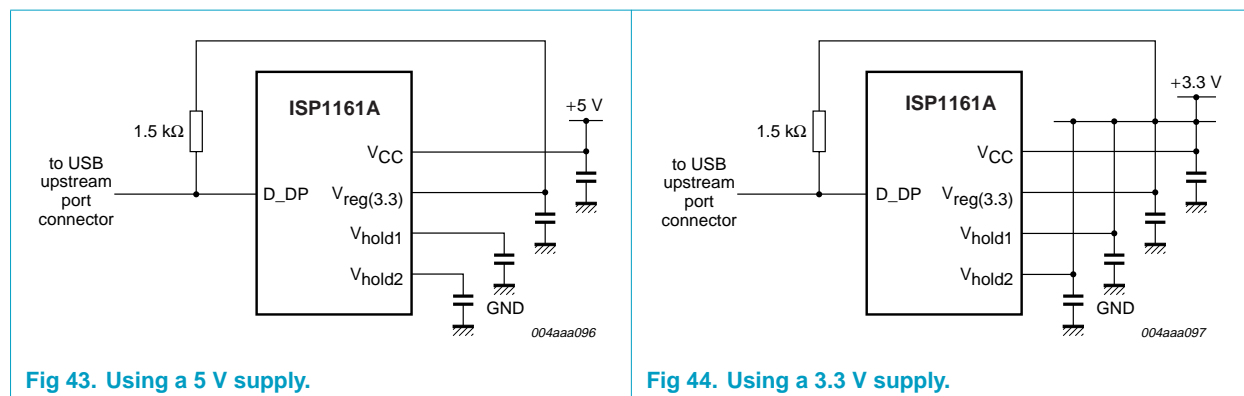 ISP1161A
+5 V
1.5 kΩ
VCC
to USB
upstream
port
connector
D_DP
Vreg(3.3)
Vhold1
Vhold2
GND
004aaa096
Fig 43. Using a 5 V supply.
ISP1161A
+3.3 V
1.5 kΩ
VCC
to USB
upstream
port
connector
D_DP
Vreg(3.3)
Vhold1
Vhold2
GND
004aaa097
Fig 44. Using a 3.3 V supply.